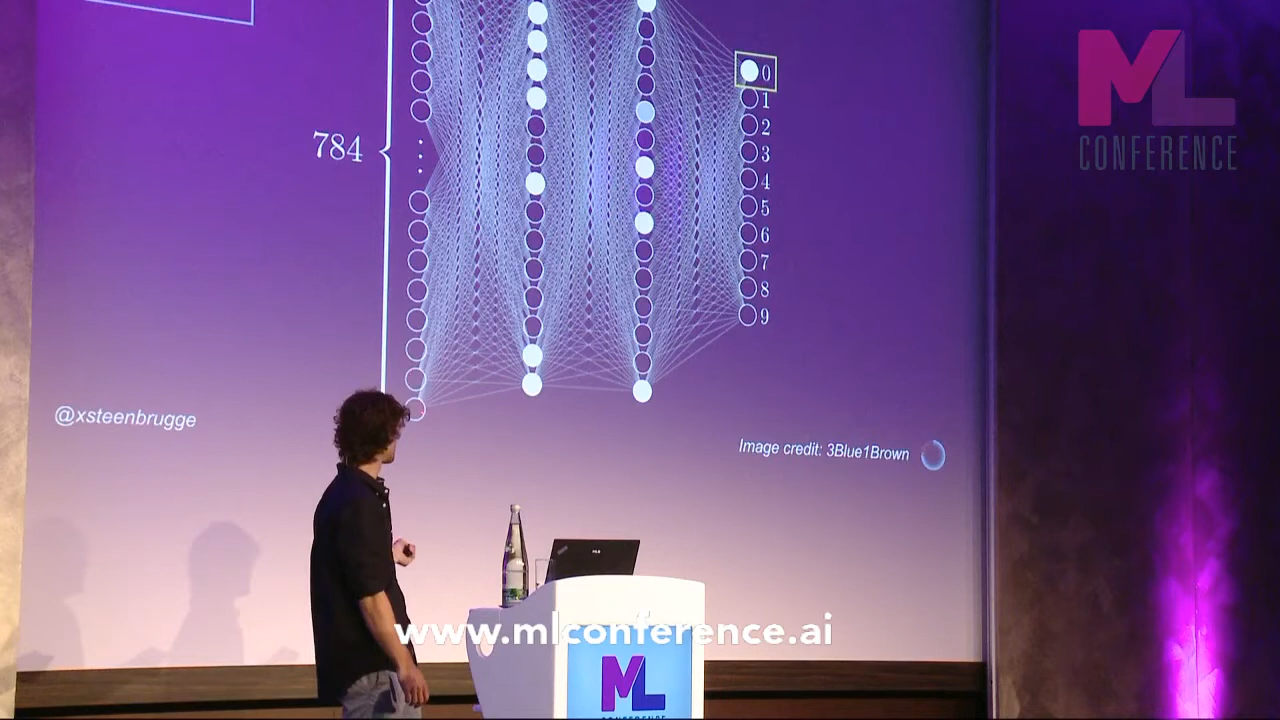 ML
CONFERENCE
784
0
1
2
3
4
5
6
7
8
9
@xsteenbrugge
Image credit: 3Blue1Brown
www.mlconference.ai
ML
CONFERENCE